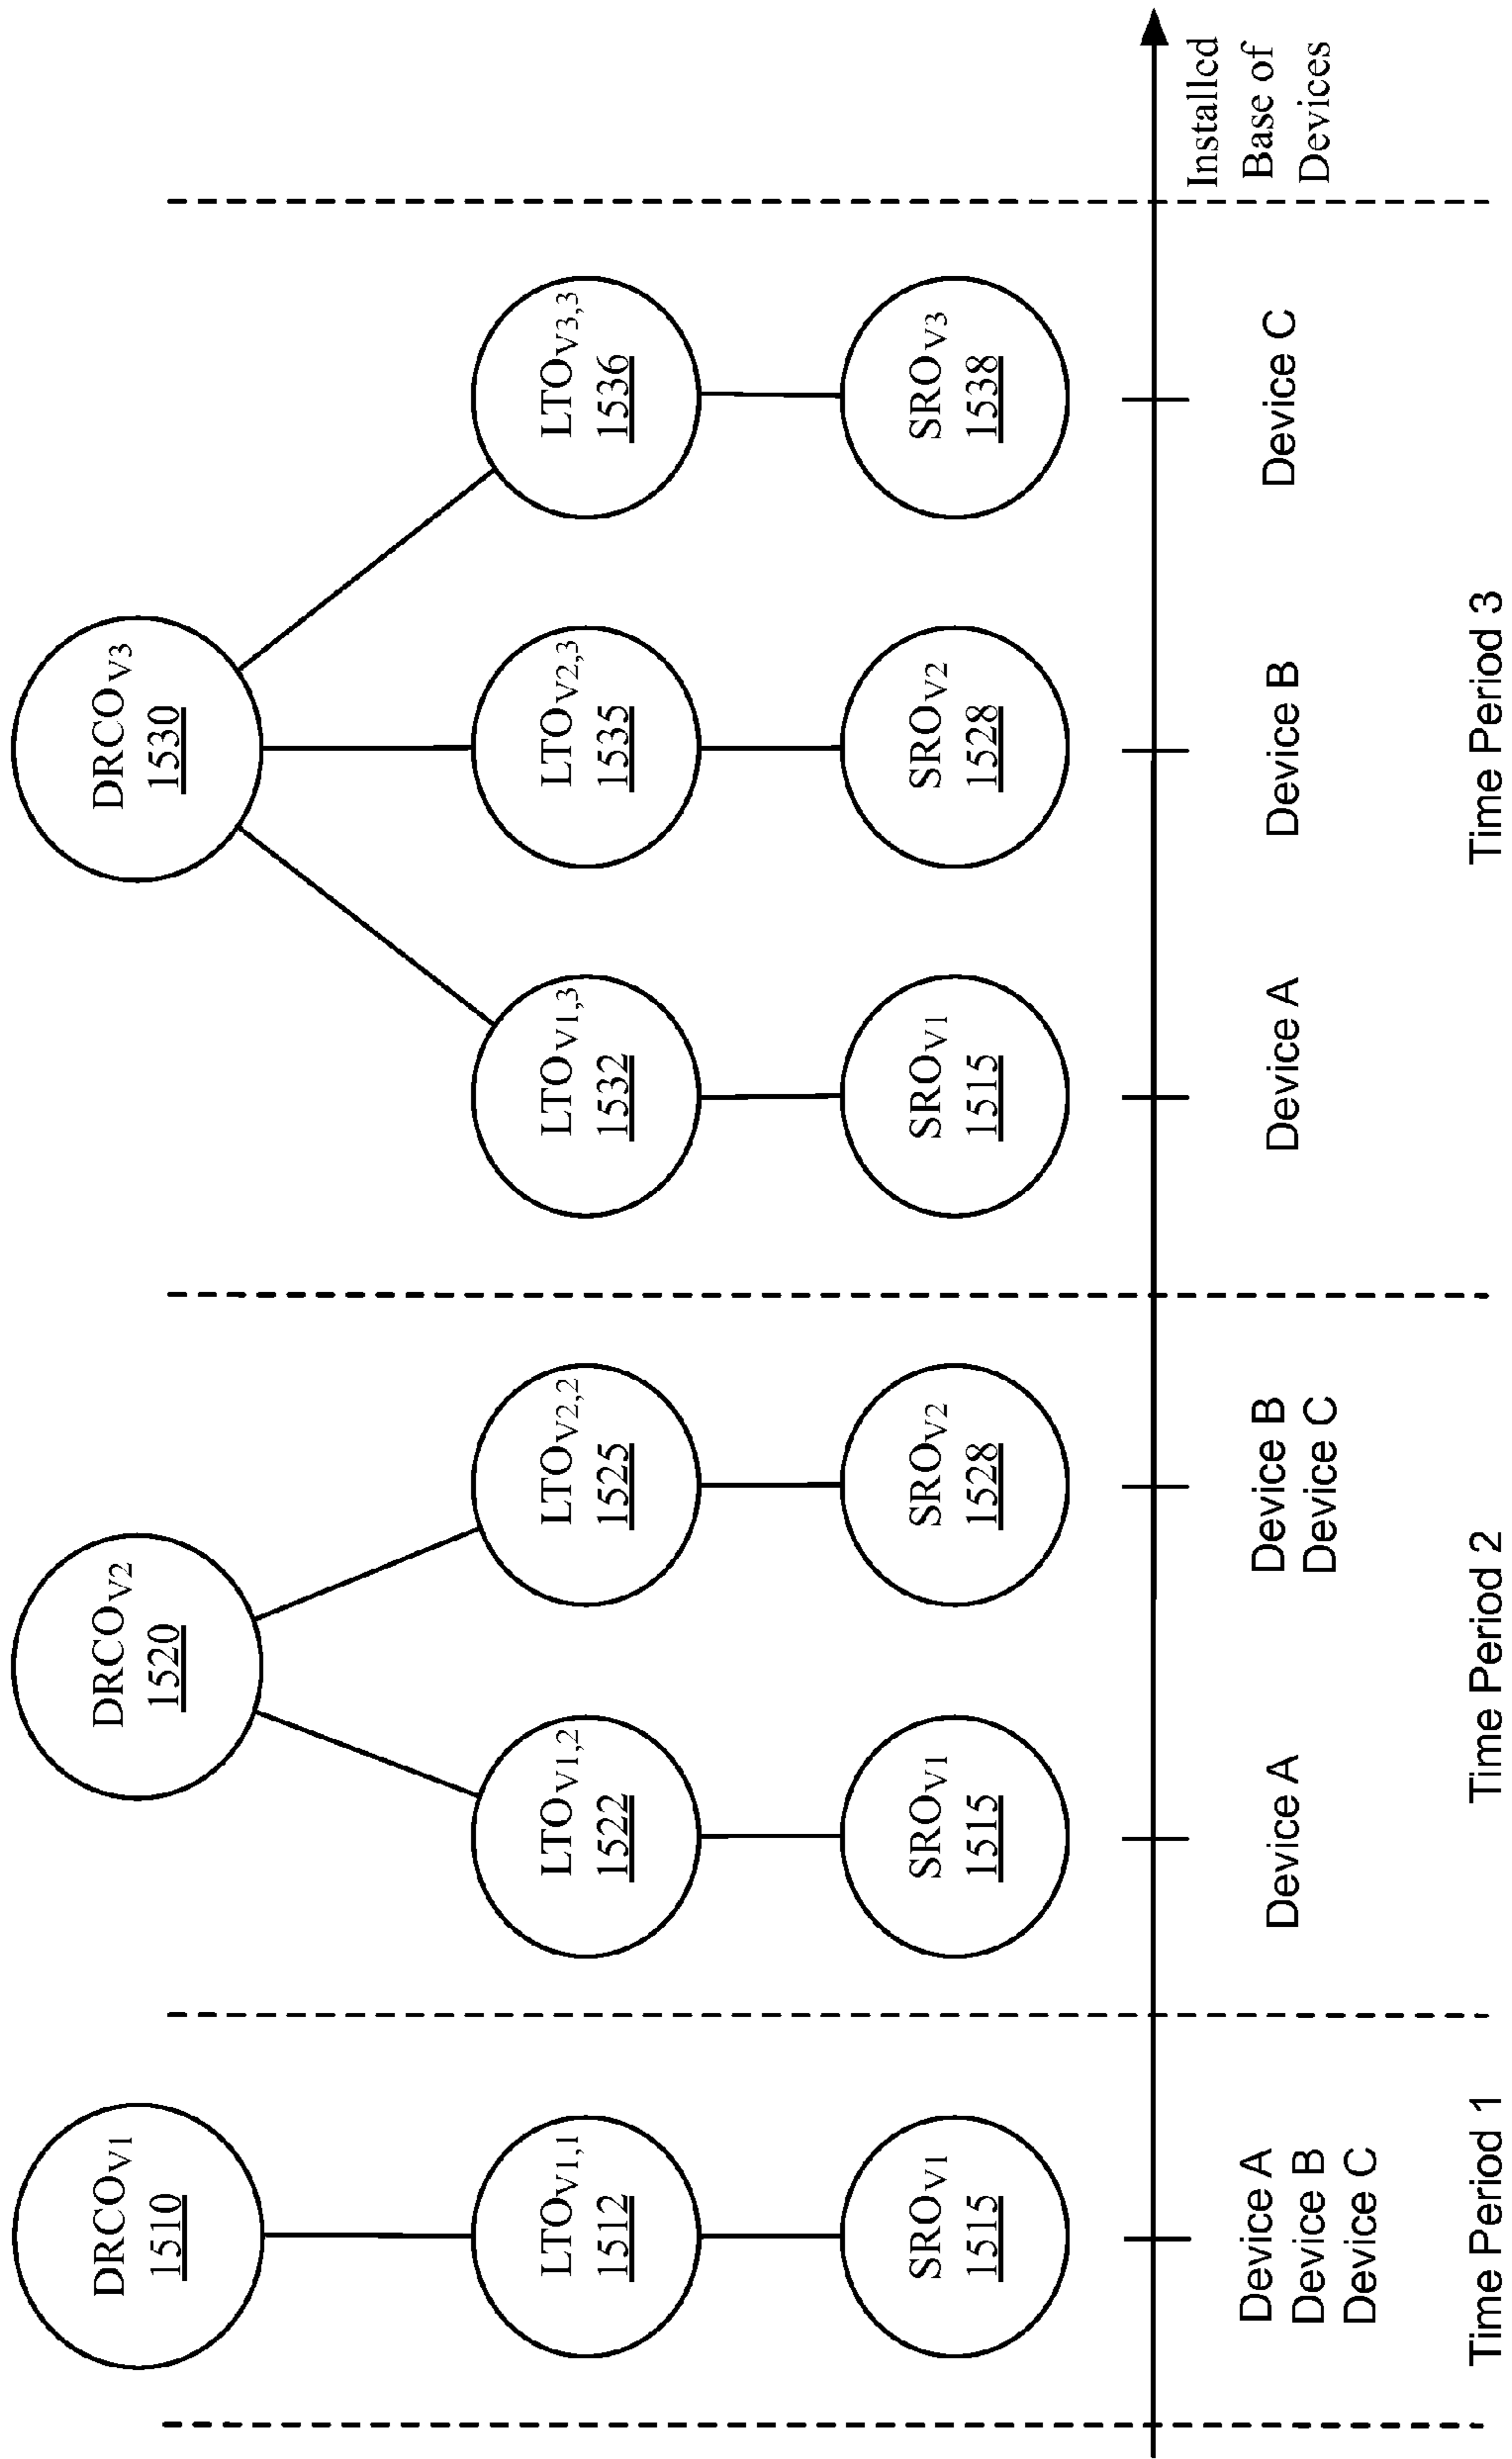 DRCOV1
1510
LTOV1,1
1512
SROV1
1515
Device A
Device B
Device C
Time Period 1
DRCOV2
1520
LTOV1,2
1522
LTOV2,2
1525
SROV1
1515
SROV2
1528
Device A
Device B
Device C
Time Period 2
DRCOV3
1530
LTOV1,3
1532
LTOV2,3
1535
LTOV3,3
1536
SROV1
1515
SROV2
1528
SROV3
1538
Device A
Device B
Device C
Time Period 3
Installed
Base of
Devices